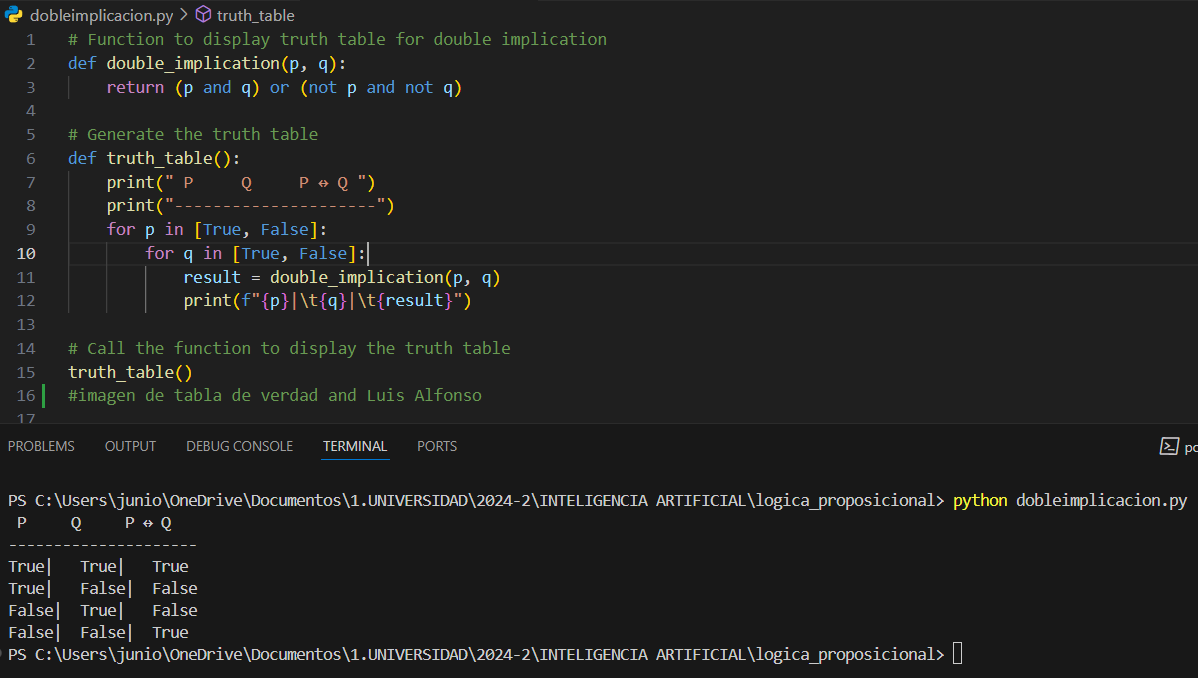 dobleimplicacion.py > truth_table
1 # Function to display truth table for double implication
2 def double_implication(p, q):
3     return (p and q) or (not p and not q)
4
5 # Generate the truth table
6 def truth_table():
7     print(" P     Q     P ↔ Q ")
8     print("---------------------")
9     for p in [True, False]:
10         for q in [True, False]:
11             result = double_implication(p, q)
12             print(f"{p}|\t{q}|\t{result}")
13
14 # Call the function to display the truth table
15 truth_table()
16 #imagen de tabla de verdad and Luis Alfonso
17
PROBLEMS OUTPUT DEBUG CONSOLE TERMINAL PORTS
PS C:\Users\junio\OneDrive\Documentos\1.UNIVERSIDAD\2024-2\INTELIGENCIA ARTIFICIAL\logica_proposicional> python dobleimplicacion.py
 P     Q     P ↔ Q
---------------------
True|   True|   True
True|   False|  False
False|  True|   False
False|  False|  True
PS C:\Users\junio\OneDrive\Documentos\1.UNIVERSIDAD\2024-2\INTELIGENCIA ARTIFICIAL\logica_proposicional>